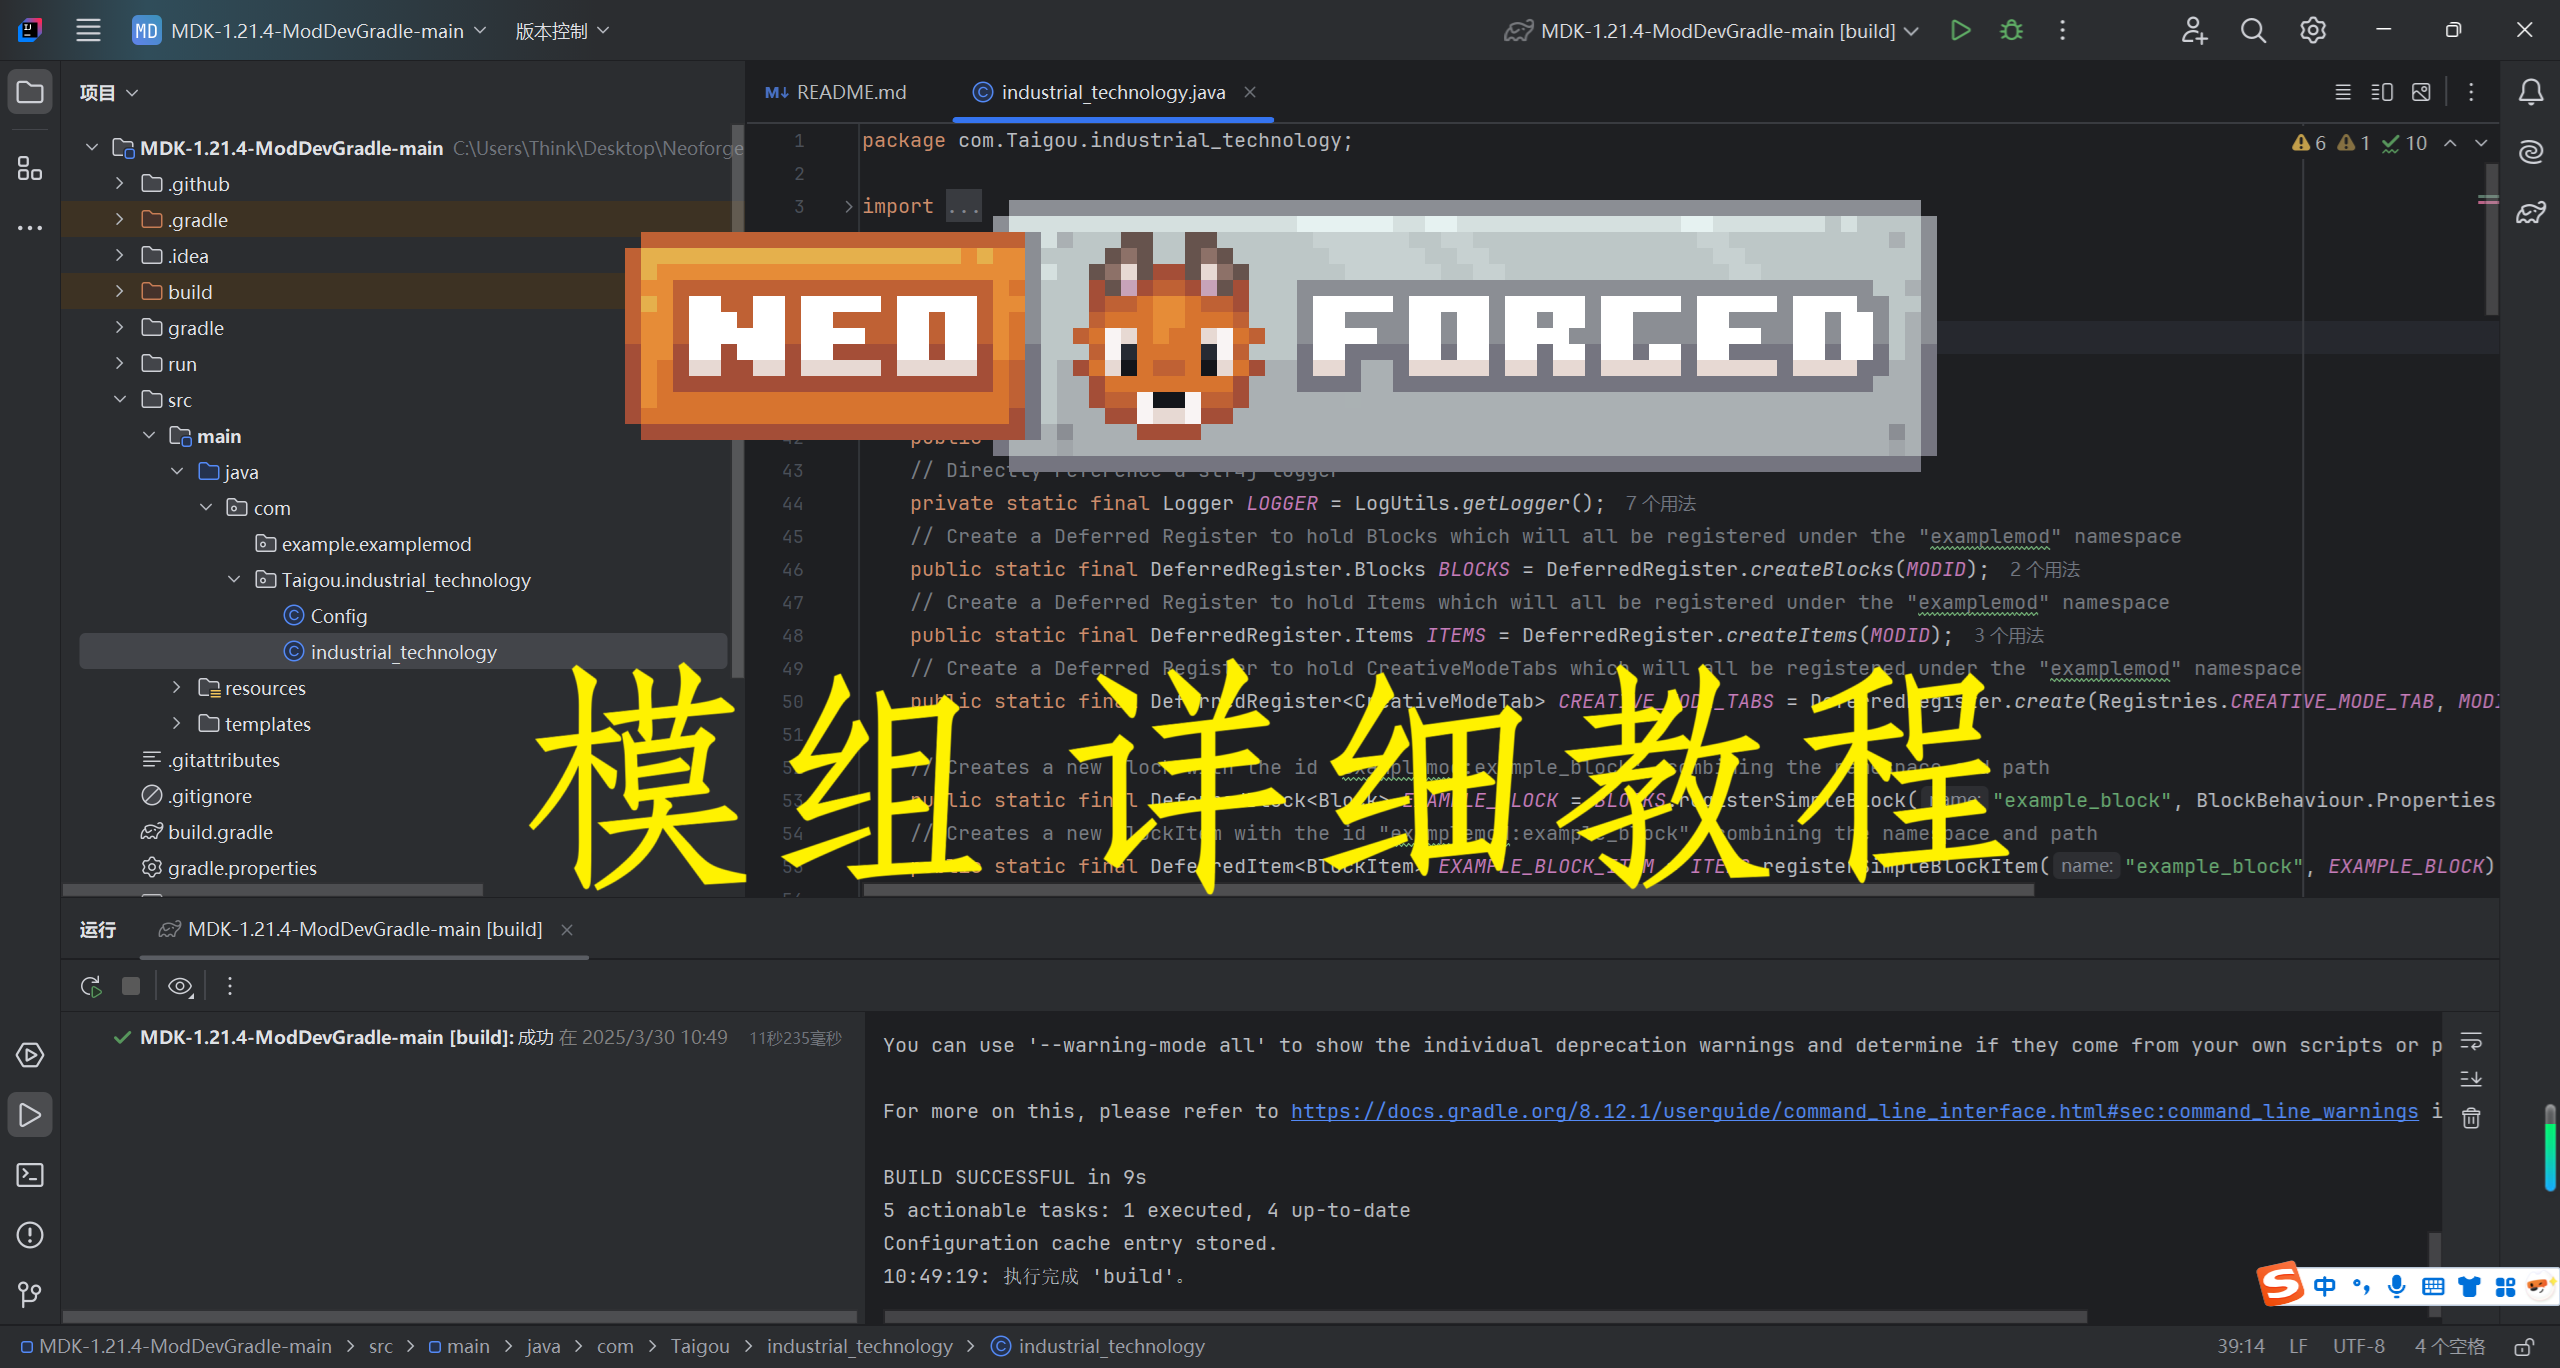 MD MDK-1.21.4-ModDevGradle-main 版本控制 MDK-1.21.4-ModDevGradle-main [build]
项目
README.md industrial_technology.java
MDK-1.21.4-ModDevGradle-main C:\Users\Think\Desktop\Neoforge
.github
.gradle
.idea
build
gradle
run
src
main
java
com
example.examplemod
Taigou.industrial_technology
Config
industrial_technology
resources
templates
.gitattributes
.gitignore
build.gradle
gradle.properties
6 1 10
1 package com.Taigou.industrial_technology;
2
3 import ...
NEO FORGED
42 public
43 // Directly reference a slf4j logger
44 private static final Logger LOGGER = LogUtils.getLogger(); 7 个用法
45 // Create a Deferred Register to hold Blocks which will all be registered under the "examplemod" namespace
46 public static final DeferredRegister.Blocks BLOCKS = DeferredRegister.createBlocks(MODID); 2 个用法
47 // Create a Deferred Register to hold Items which will all be registered under the "examplemod" namespace
48 public static final DeferredRegister.Items ITEMS = DeferredRegister.createItems(MODID); 3 个用法
49 // Create a Deferred Register to hold CreativeModeTabs which will all be registered under the "examplemod" namespace
50 public static final DeferredRegister<CreativeModeTab> CREATIVE_MODE_TABS = DeferredRegister.create(Registries.CREATIVE_MODE_TAB, MODI
51
52 // Creates a new Block with the id "examplemod:example_block", combining the namespace and path
53 public static final DeferredBlock<Block> EXAMPLE_BLOCK = BLOCKS.registerSimpleBlock( name: "example_block", BlockBehaviour.Properties
54 // Creates a new BlockItem with the id "examplemod:example_block", combining the namespace and path
55 public static final DeferredItem<BlockItem> EXAMPLE_BLOCK_ITEM = ITEMS.registerSimpleBlockItem( name: "example_block", EXAMPLE_BLOCK)
模组详细教程
运行 MDK-1.21.4-ModDevGradle-main [build]
MDK-1.21.4-ModDevGradle-main [build]: 成功 在 2025/3/30 10:49 11秒235毫秒
You can use '--warning-mode all' to show the individual deprecation warnings and determine if they come from your own scripts or p
For more on this, please refer to https://docs.gradle.org/8.12.1/userguide/command_line_interface.html#sec:command_line_warnings i
BUILD SUCCESSFUL in 9s
5 actionable tasks: 1 executed, 4 up-to-date
Configuration cache entry stored.
10:49:19: 执行完成 'build'。
S 中
MDK-1.21.4-ModDevGradle-main > src > main > java > com > Taigou > industrial_technology > industrial_technology 39:14 LF UTF-8 4 个空格